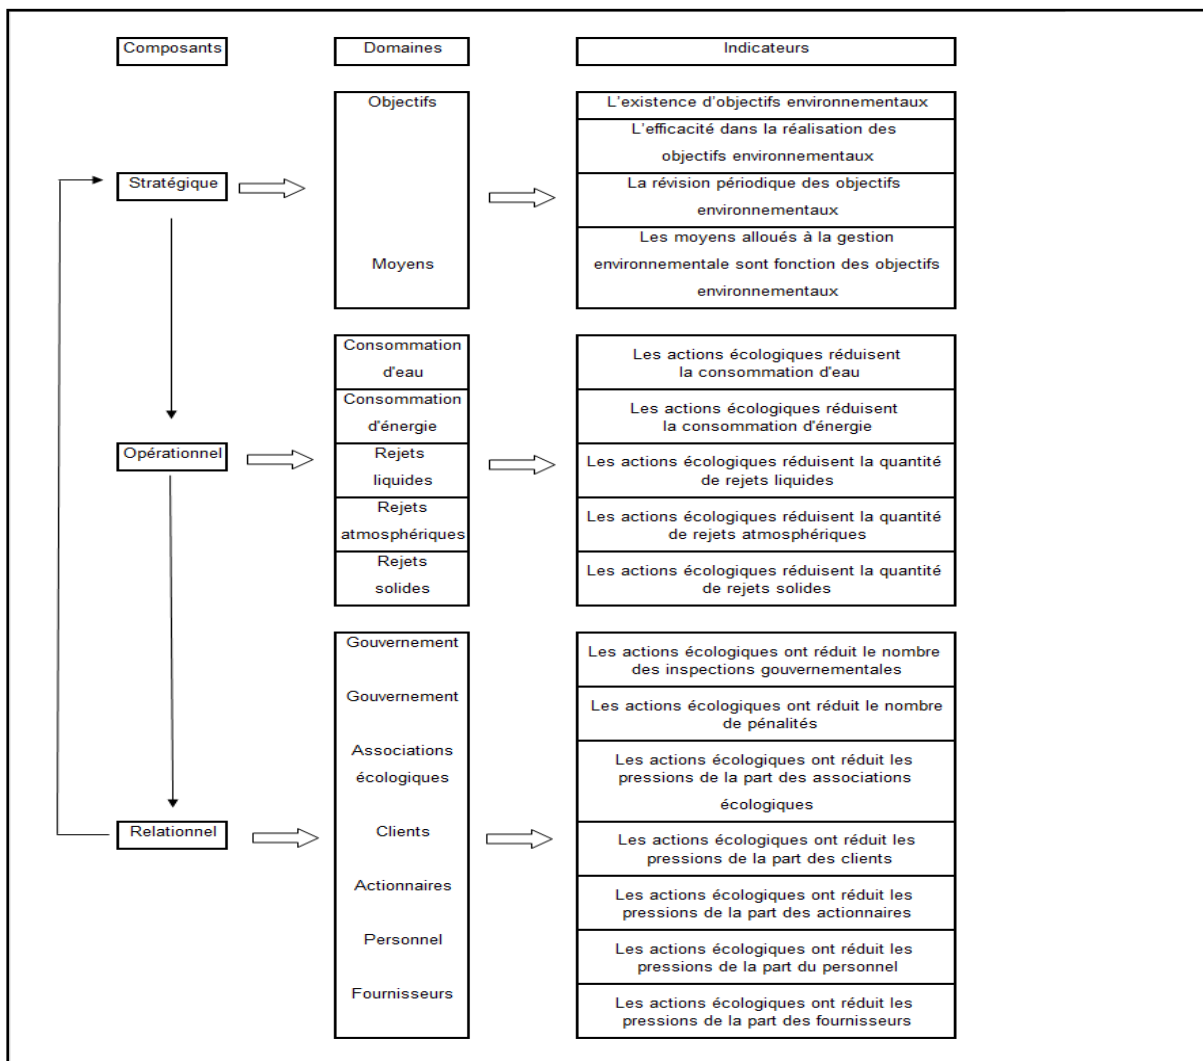 Composants
Domaines
Indicateurs
Stratégique
Objectifs
Moyens
L'existence d'objectifs environnementaux
L'efficacité dans la réalisation des
objectifs environnementaux
La révision périodique des objectifs
environnementaux
Les moyens alloués à la gestion
environnementale sont fonction des objectifs
environnementaux
Opérationnel
Consommation
d'eau
Consommation
d'énergie
Rejets
liquides
Rejets
atmosphériques
Rejets
solides
Les actions écologiques réduisent
la consommation d'eau
Les actions écologiques réduisent
la consommation d'énergie
Les actions écologiques réduisent la quantité
de rejets liquides
Les actions écologiques réduisent la quantité
de rejets atmosphériques
Les actions écologiques réduisent la quantité
de rejets solides
Relationnel
Gouvernement
Gouvernement
Associations
écologiques
Clients
Actionnaires
Personnel
Fournisseurs
Les actions écologiques ont réduit le nombre
des inspections gouvernementales
Les actions écologiques ont réduit le nombre
de pénalités
Les actions écologiques ont réduit les
pressions de la part des associations
écologiques
Les actions écologiques ont réduit les
pressions de la part des clients
Les actions écologiques ont réduit les
pressions de la part des actionnaires
Les actions écologiques ont réduit les
pressions de la part du personnel
Les actions écologiques ont réduit les
pressions de la part des fournisseurs